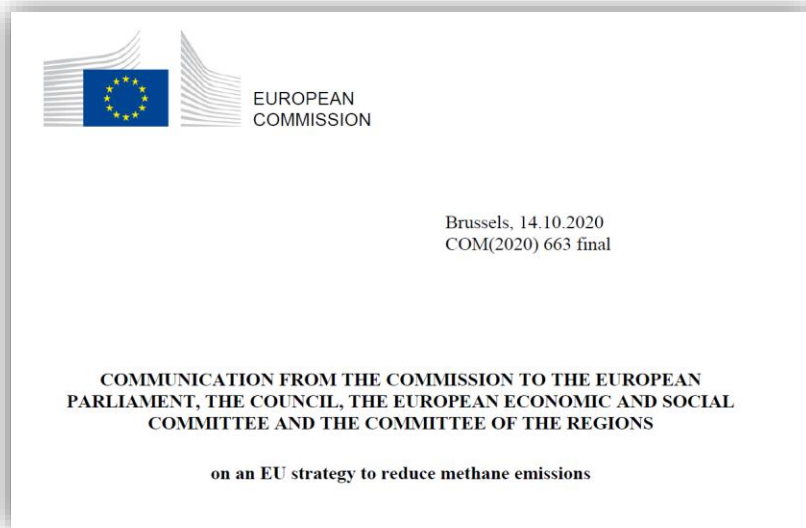 EUROPEAN
COMMISSION
Brussels, 14.10.2020
COM(2020) 663 final
COMMUNICATION FROM THE COMMISSION TO THE EUROPEAN
PARLIAMENT, THE COUNCIL, THE EUROPEAN ECONOMIC AND SOCIAL
COMMITTEE AND THE COMMITTEE OF THE REGIONS
on an EU strategy to reduce methane emissions